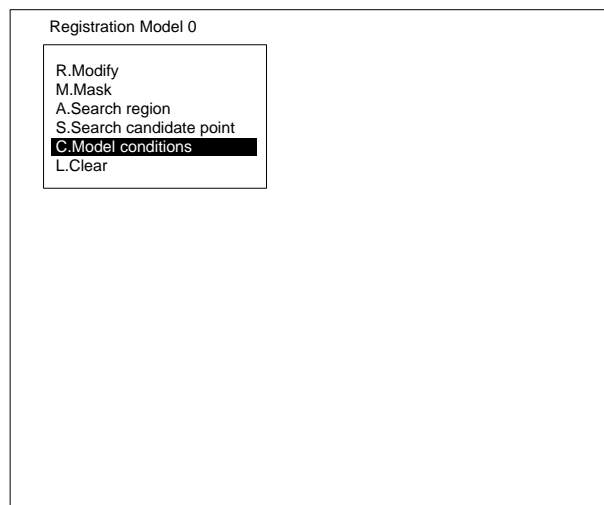 Registration Model 0
R.Modify
M.Mask
A.Search region
S.Search candidate point
C.Model conditions
L.Clear